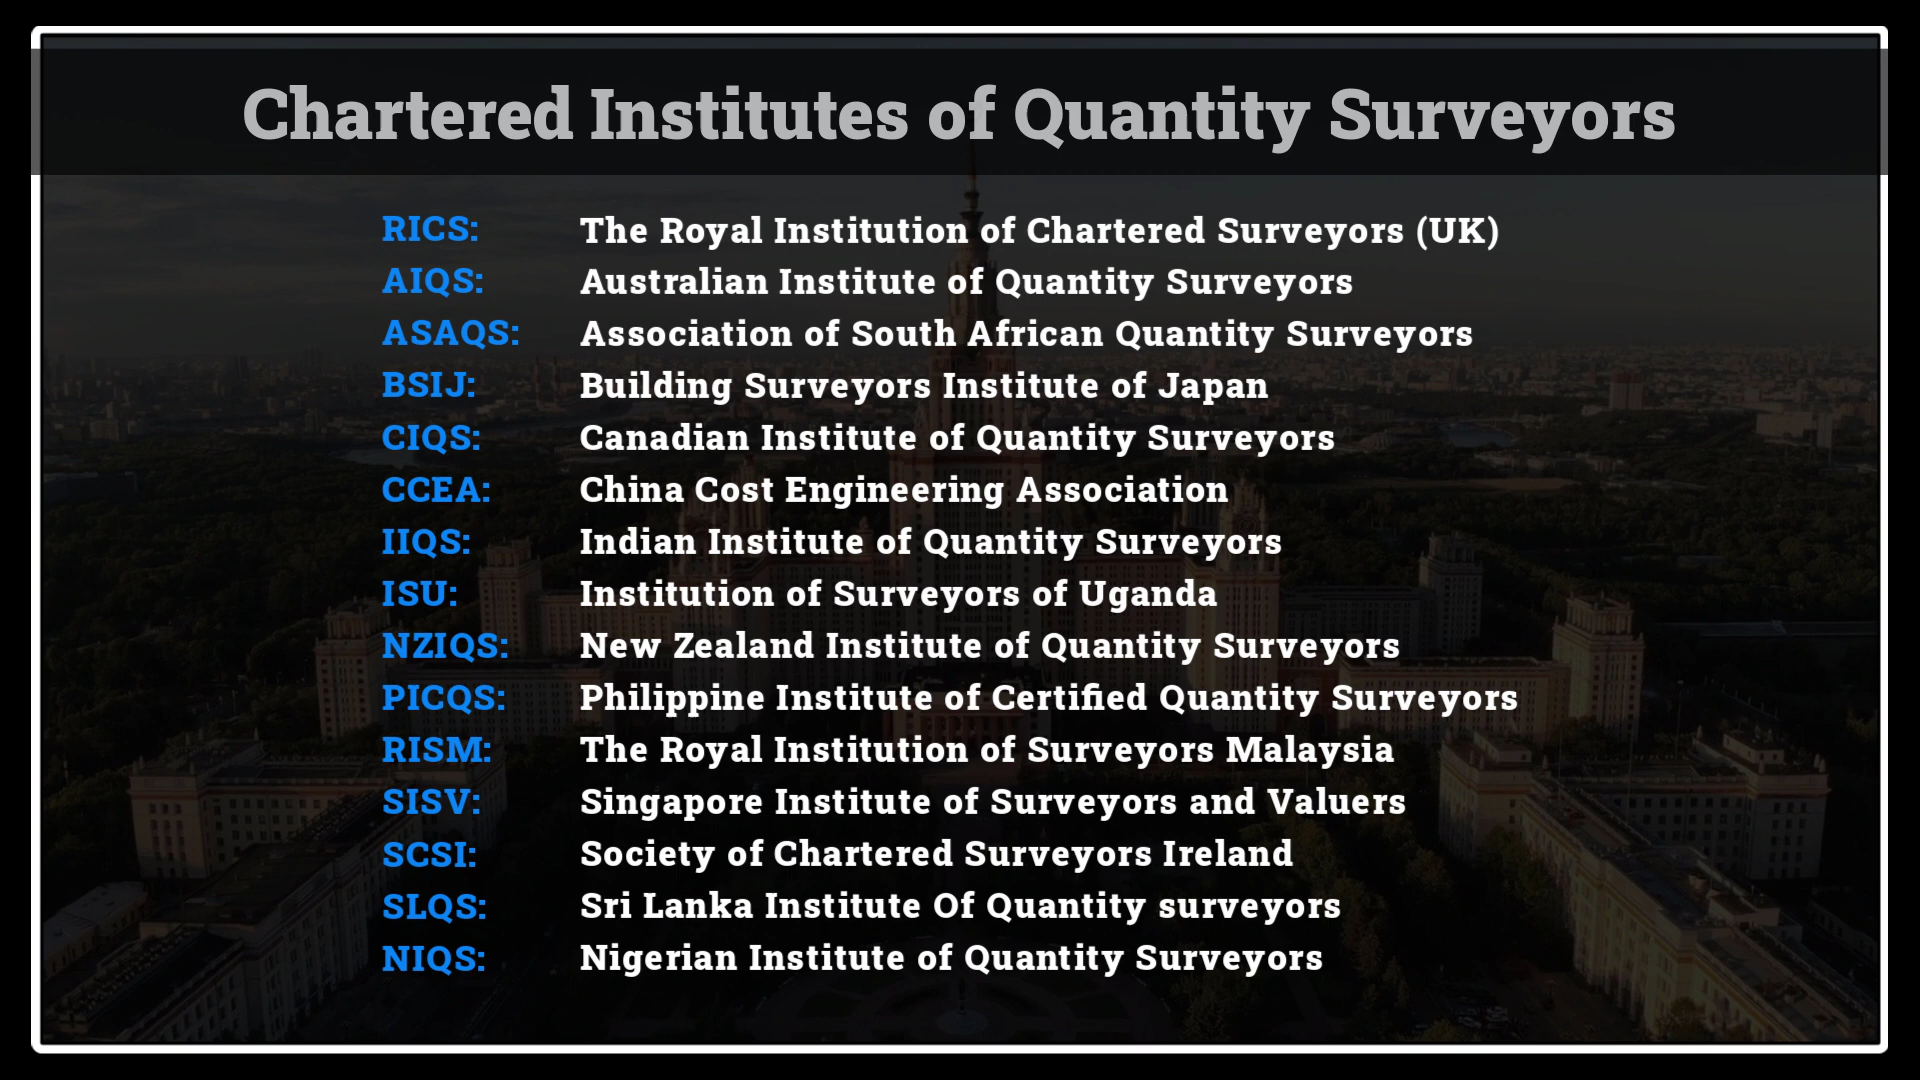 Chartered Institutes of Quantity Surveyors
RICS: The Royal Institution of Chartered Surveyors (UK)
AIQS: Australian Institute of Quantity Surveyors
ASAQS: Association of South African Quantity Surveyors
BSIJ: Building Surveyors Institute of Japan
CIQS: Canadian Institute of Quantity Surveyors
CCEA: China Cost Engineering Association
IIQS: Indian Institute of Quantity Surveyors
ISU: Institution of Surveyors of Uganda
NZIQS: New Zealand Institute of Quantity Surveyors
PICQS: Philippine Institute of Certified Quantity Surveyors
RISM: The Royal Institution of Surveyors Malaysia
SISV: Singapore Institute of Surveyors and Valuers
SCSI: Society of Chartered Surveyors Ireland
SLQS: Sri Lanka Institute Of Quantity surveyors
NIQS: Nigerian Institute of Quantity Surveyors